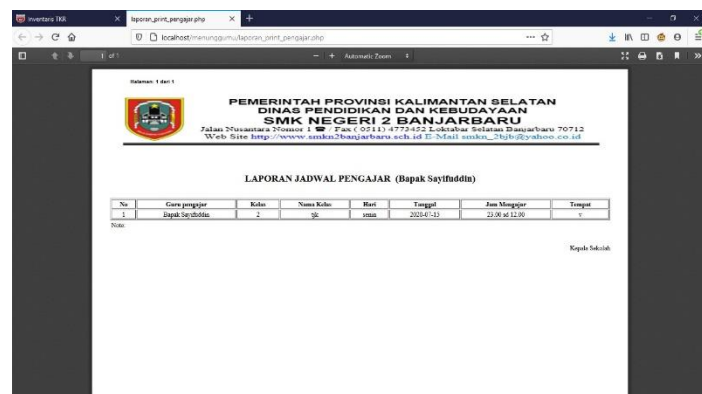 Inventaris TKR
laporan_print_pengajar.php
localhost/menunggumu/laporan_print_pengajar.php
1 of 1
Automatic Zoom
Halaman: 1 dari 1
PEMERINTAH PROVINSI KALIMANTAN SELATAN
DINAS PENDIDIKAN DAN KEBUDAYAAN
SMK NEGERI 2 BANJARBARU
Jalan Nusantara Nomor 1 ☎ / Fax ( 0511) 4773452 Loktabat Selatan Banjarbaru 70712
Web Site http://www.smkn2banjarbaru.sch.id E-Mail smkn_2bjb@yahoo.co.id
LAPORAN JADWAL PENGAJAR (Bapak Sayifuddin)
No Guru pengajar Kelas Nama Kelas Hari Tanggal Jam Mengajar Tempat
1 Bapak Sayifuddin 2 senin 2020-07-13 23.00 sd 12.00 v
Note:
Kepala Sekolah